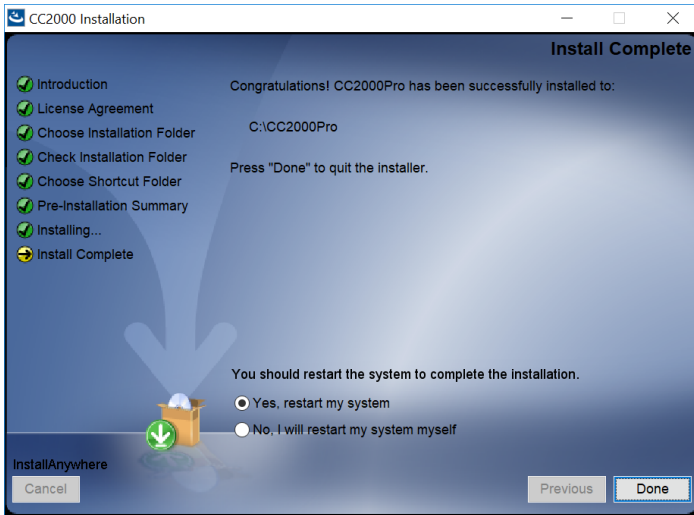 CC2000 Installation
Install Complete
Introduction
License Agreement
Choose Installation Folder
Check Installation Folder
Choose Shortcut Folder
Pre-Installation Summary
Installing...
Install Complete
Congratulations! CC2000Pro has been successfully installed to:
C:\CC2000Pro
Press "Done" to quit the installer.
You should restart the system to complete the installation.
Yes, restart my system
No, I will restart my system myself
InstallAnywhere
Cancel
Previous
Done